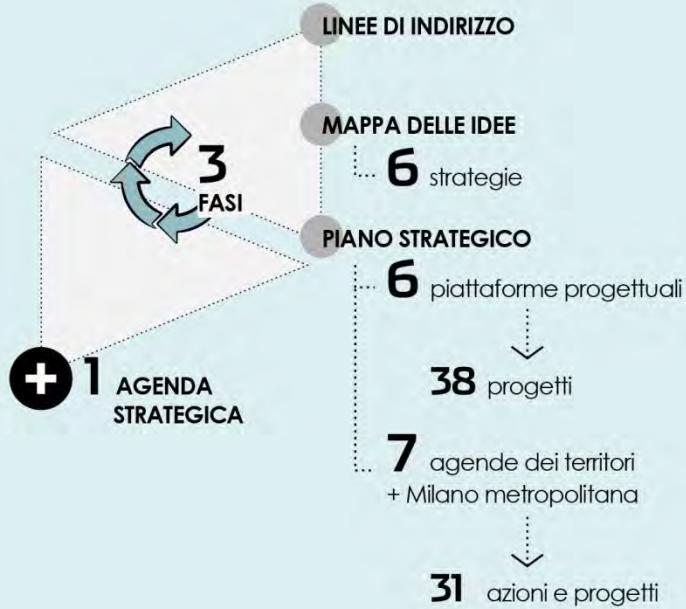 LINEE DI INDIRIZZO
MAPPA DELLE IDEE
6 strategie
3
FASI
PIANO STRATEGICO
6 piattaforme progettuali
38 progetti
+ 1 AGENDA
STRATEGICA
7 agende dei territori
+ Milano metropolitana
31 azioni e progetti